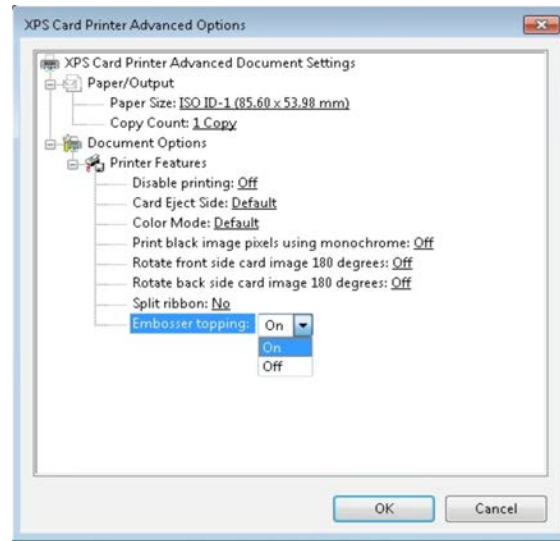 XPS Card Printer Advanced Options
XPS Card Printer Advanced Document Settings
Paper/Output
Paper Size: ISO ID-1 (85.60 x 53.98 mm)
Copy Count: 1 Copy
Document Options
Printer Features
Disable printing: Off
Card Eject Side: Default
Color Mode: Default
Print black image pixels using monochrome: Off
Rotate front side card image 180 degrees: Off
Rotate back side card image 180 degrees: Off
Split ribbon: No
Embosser topping: On
On
Off
OK Cancel